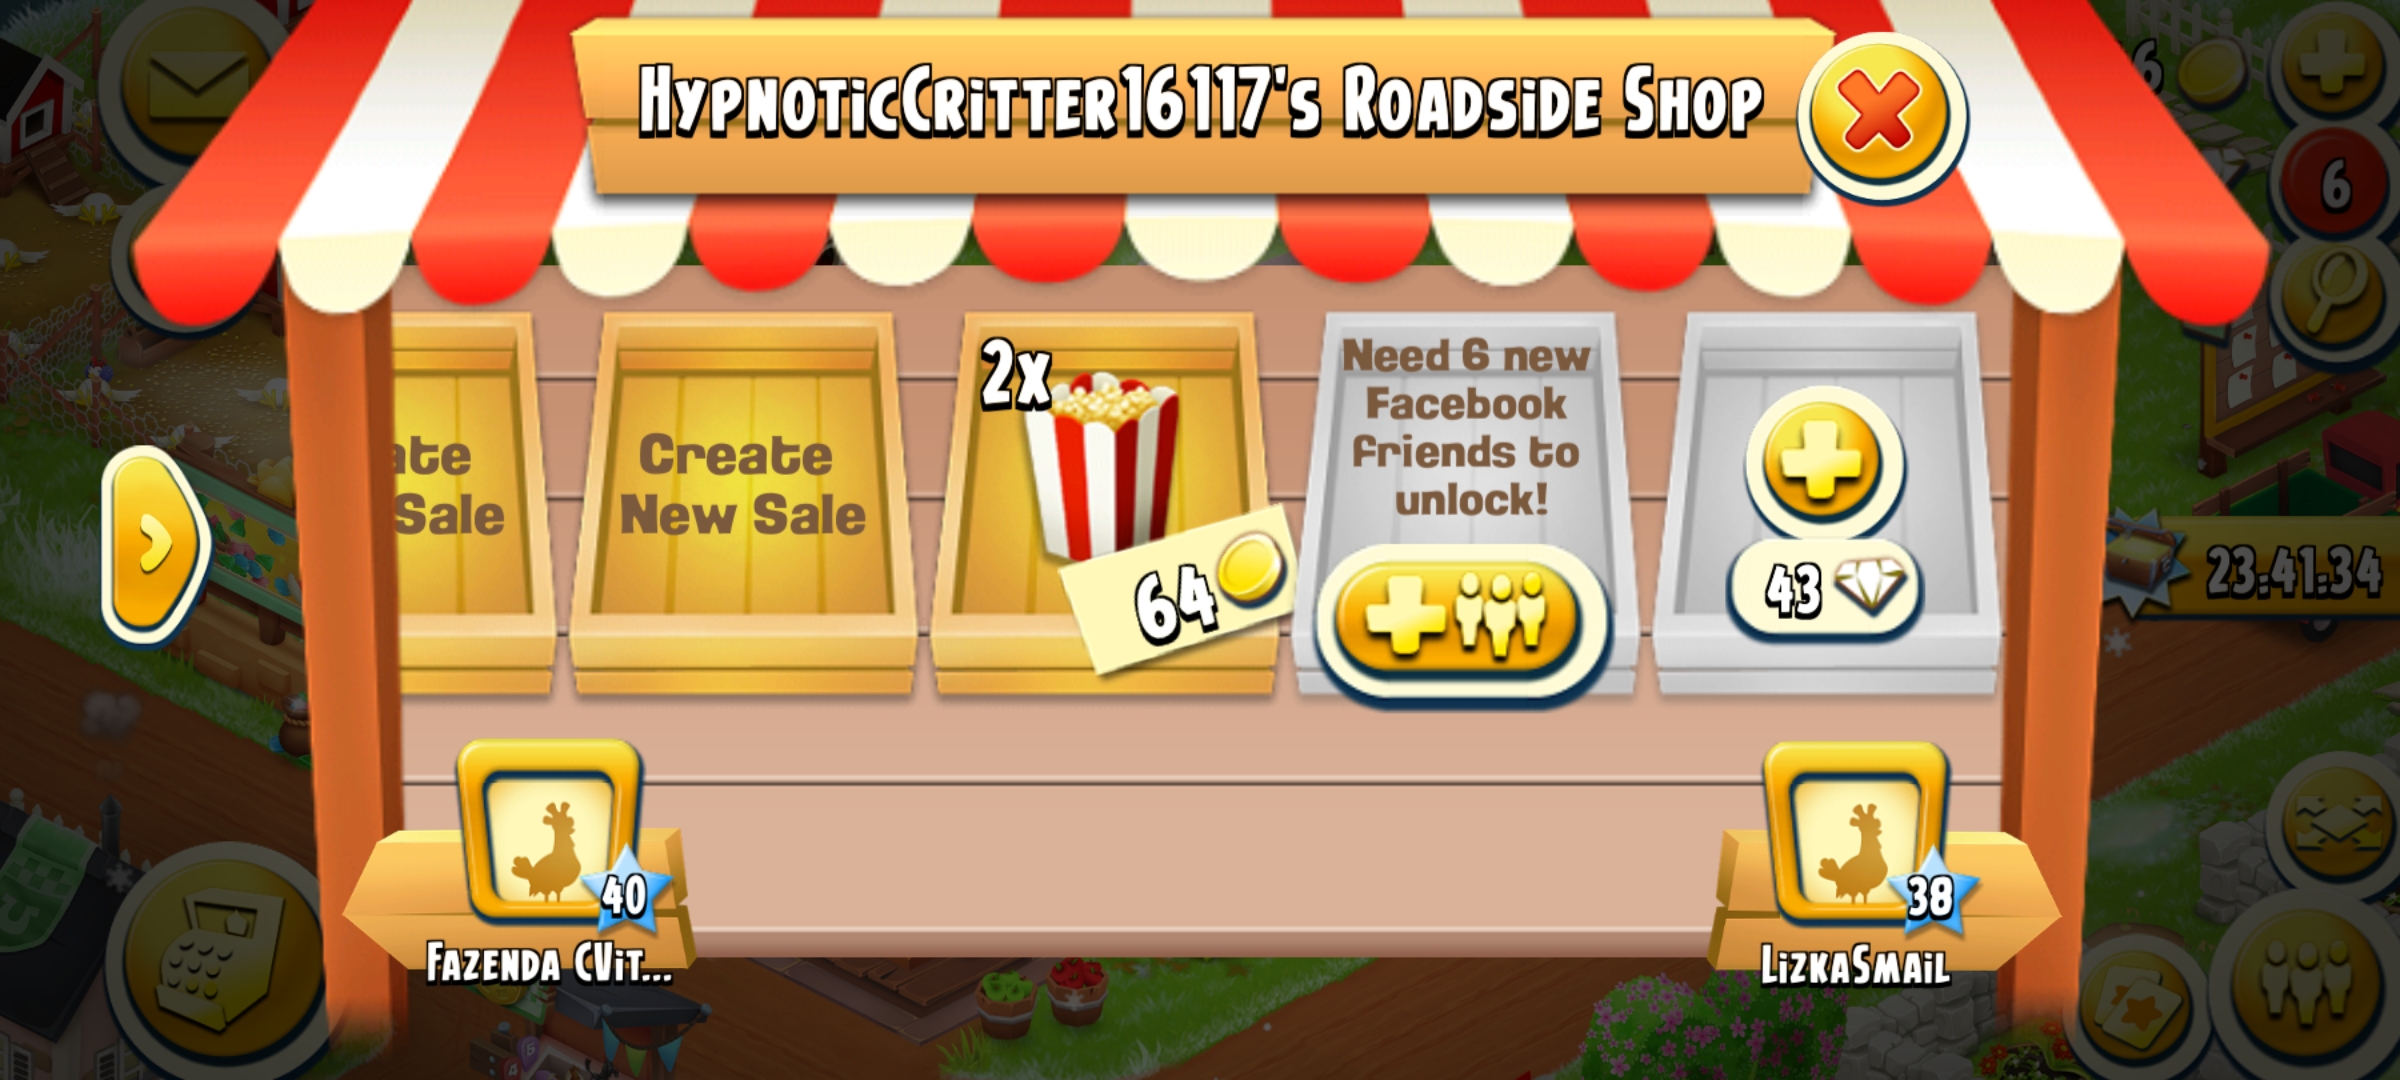 HypnoticCritter16117's Roadside Shop
6
6
ate
Sale
Create
New Sale
2x
64
Need 6 new
Facebook
friends to
unlock!
43
23:41:34
40
Fazenda CVit...
38
LizkaSmail